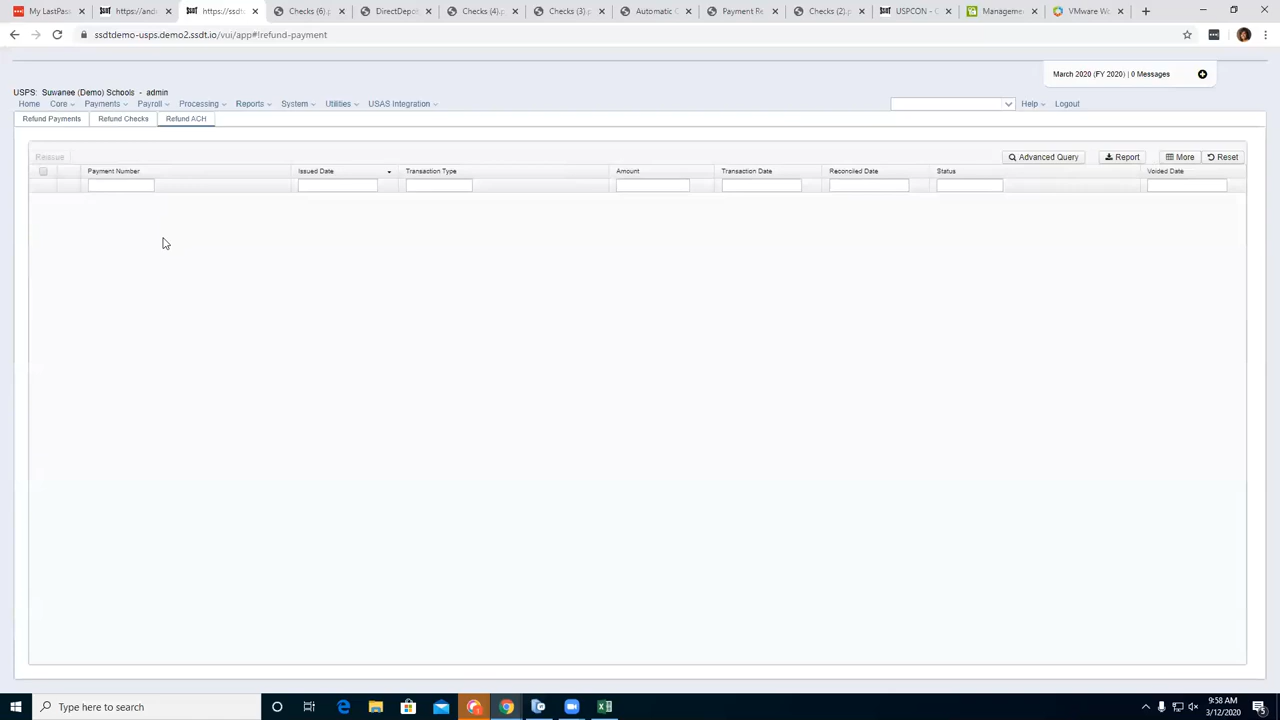 My LastPass
https://ando
https://ssdt
Checks (6).p
DirectDepot
Checks (4).p
Checks (3).p
Automatic C
Payment Re
Checks (2).p
USPCON - C
Manageme
VMware Wo
ssdtdemo-usps.demo2.ssdt.io/vui/app#!refund-payment
March 2020 (FY 2020) | 0 Messages
USPS: Suwanee (Demo) Schools - admin
Home Core Payments Payroll Processing Reports System Utilities USAS Integration Help Logout
Refund Payments Refund Checks Refund ACH
Reissue Advanced Query Report More Reset
Payment Number Issued Date Transaction Type Amount Transaction Date Reconciled Date Status Voided Date
Type here to search
9:58 AM
3/12/2020